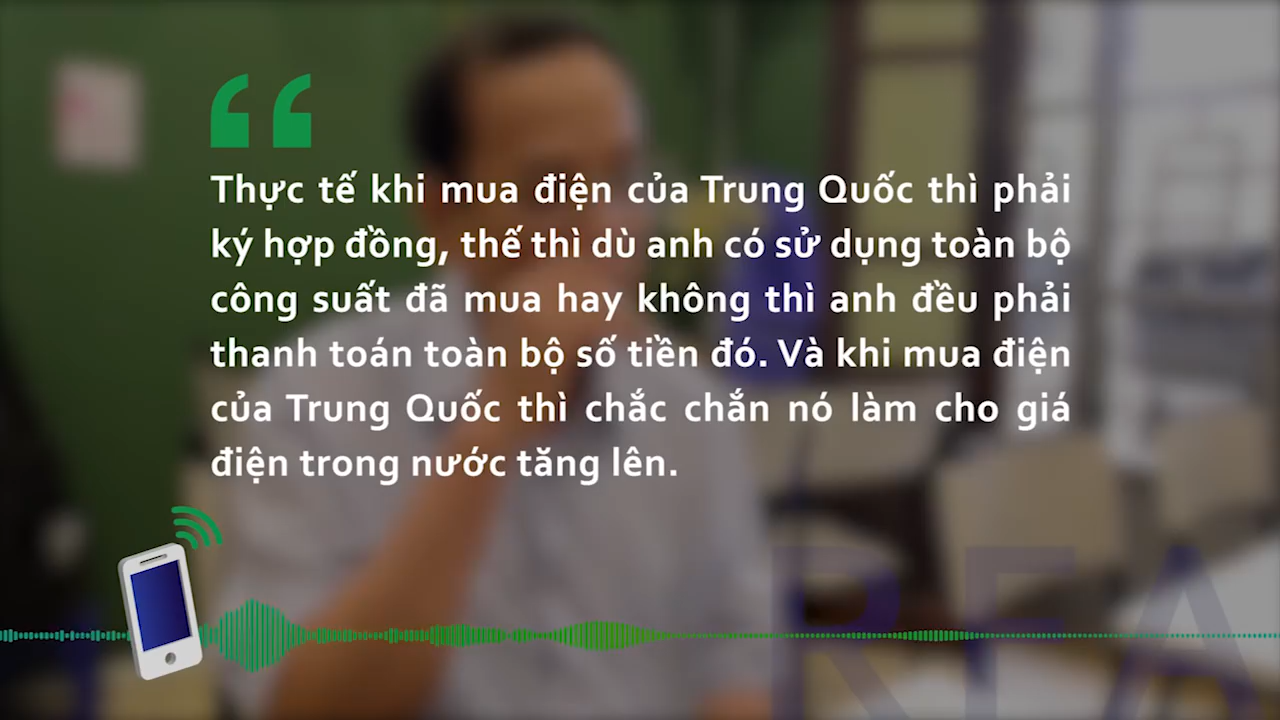 Thực tế khi mua điện của Trung Quốc thì phải
ký hợp đồng, thế thì dù anh có sử dụng toàn bộ
công suất đã mua hay không thì anh đều phải
thanh toán toàn bộ số tiền đó. Và khi mua điện
của Trung Quốc thì chắc chắn nó làm cho giá
điện trong nước tăng lên.
RFA